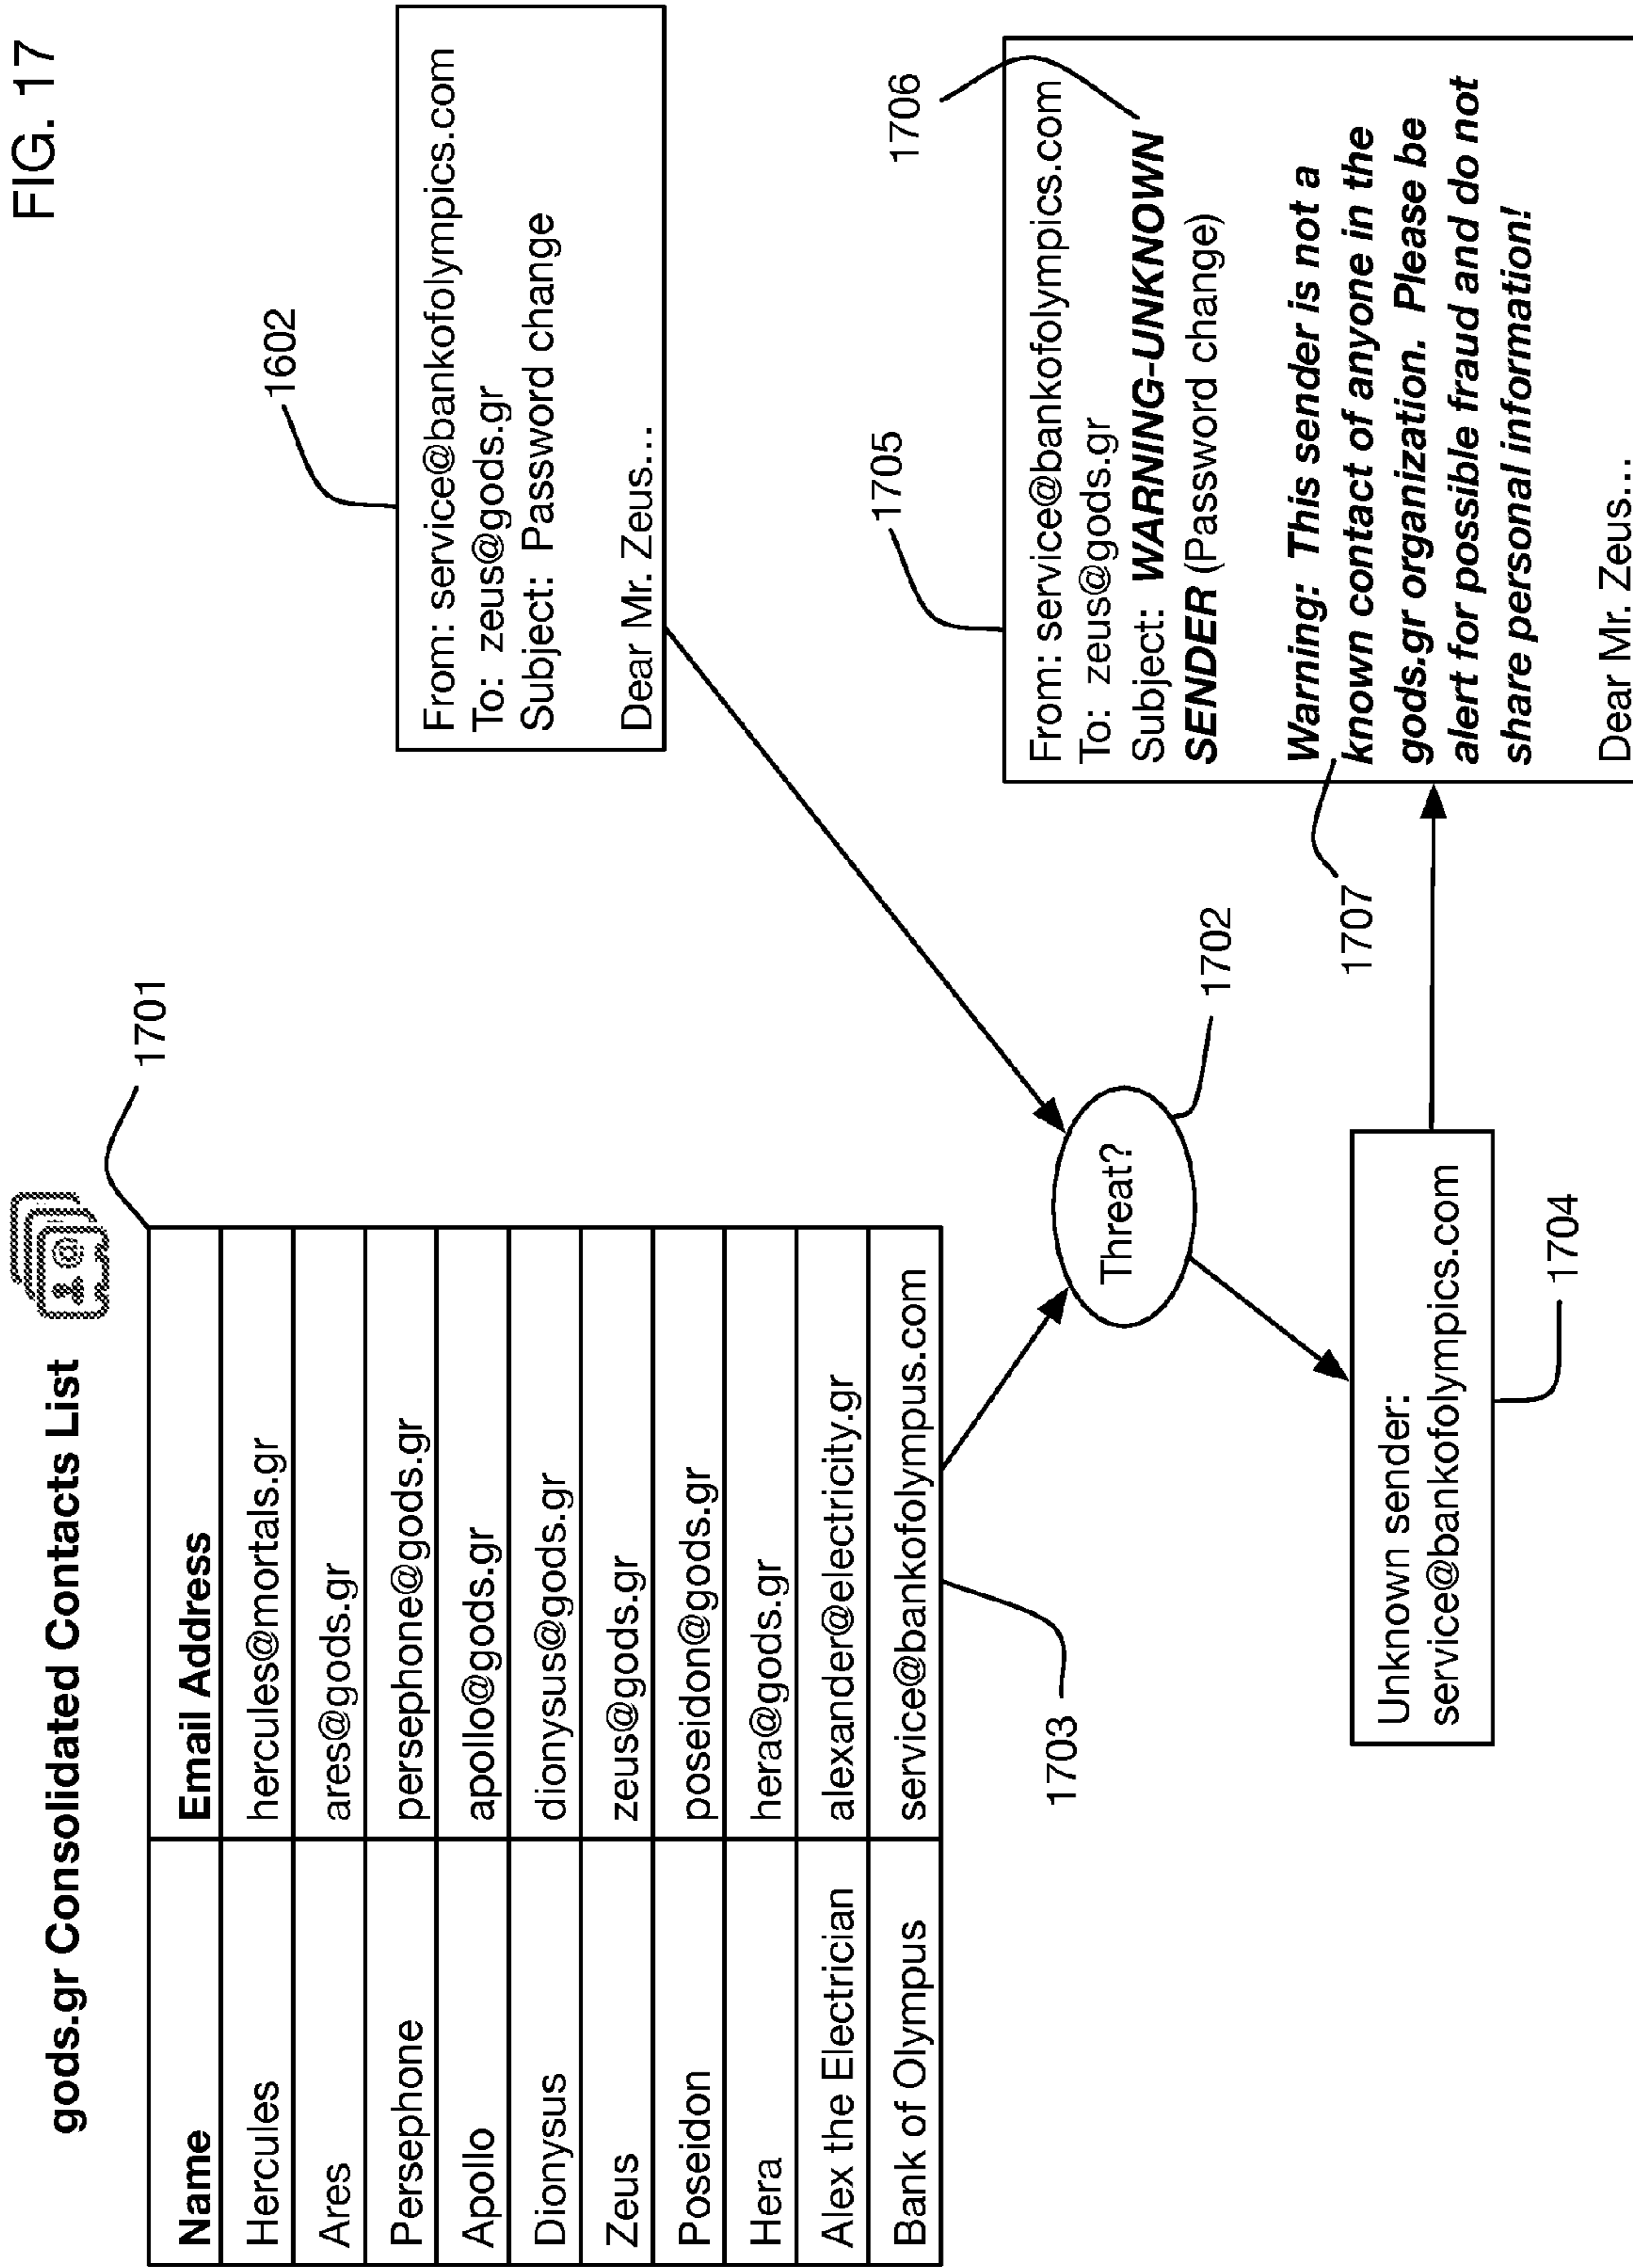 FIG. 17
gods.gr Consolidated Contacts List
@
1701
Name Email Address
Hercules hercules@mortals.gr
Ares ares@gods.gr
Persephone persephone@gods.gr
Apollo apollo@gods.gr
Dionysus dionysus@gods.gr
Zeus zeus@gods.gr
Poseidon poseidon@gods.gr
Hera hera@gods.gr
Alex the Electrician alexander@electricity.gr
Bank of Olympus service@bankofolympus.com
1703
1602
From: service@bankofolympics.com
To: zeus@gods.gr
Subject: Password change
Dear Mr. Zeus...
Threat?
1702
Unknown sender:
service@bankofolympics.com
1704
1705
1706
From: service@bankofolympics.com
To: zeus@gods.gr
Subject: WARNING-UNKNOWN
SENDER (Password change)
Warning: This sender is not a
known contact of anyone in the
gods.gr organization. Please be
alert for possible fraud and do not
share personal information!
Dear Mr. Zeus...
1707